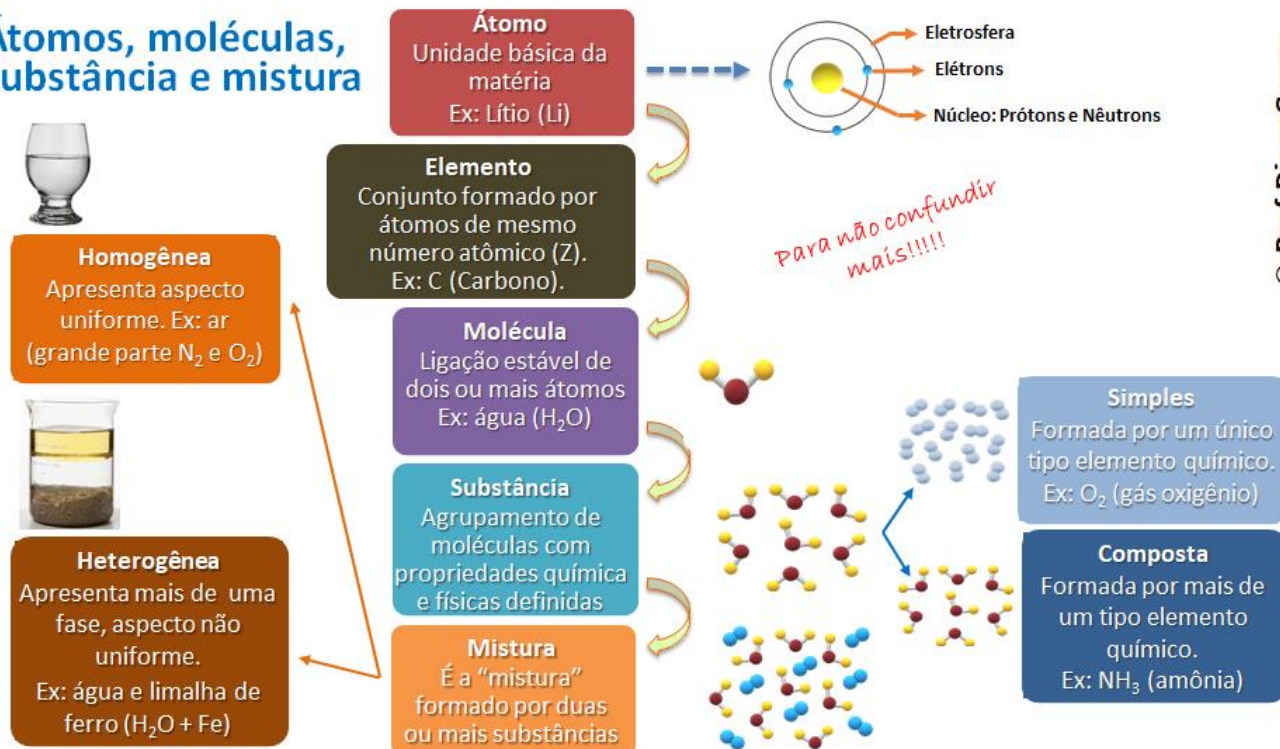 Átomos, moléculas,
substância e mistura
Átomo
Unidade básica da
matéria
Ex: Lítio (Li)
Eletrosfera
Elétrons
Núcleo: Prótons e Nêutrons
Elemento
Conjunto formado por
átomos de mesmo
número atômico (Z).
Ex: C (Carbono).
Para não confundir
mais!!!!!
Homogênea
Apresenta aspecto
uniforme. Ex: ar
(grande parte N₂ e O₂)
Molécula
Ligação estável de
dois ou mais átomos
Ex: água (H₂O)
Simples
Formada por um único
tipo elemento químico.
Ex: O₂ (gás oxigênio)
Substância
Agrupamento de
moléculas com
propriedades química
e físicas definidas
Composta
Formada por mais de
um tipo elemento
químico.
Ex: NH₃ (amônia)
Heterogênea
Apresenta mais de uma
fase, aspecto não
uniforme.
Ex: água e limalha de
ferro (H₂O + Fe)
Mistura
É a “mistura”
formado por duas
ou mais substâncias